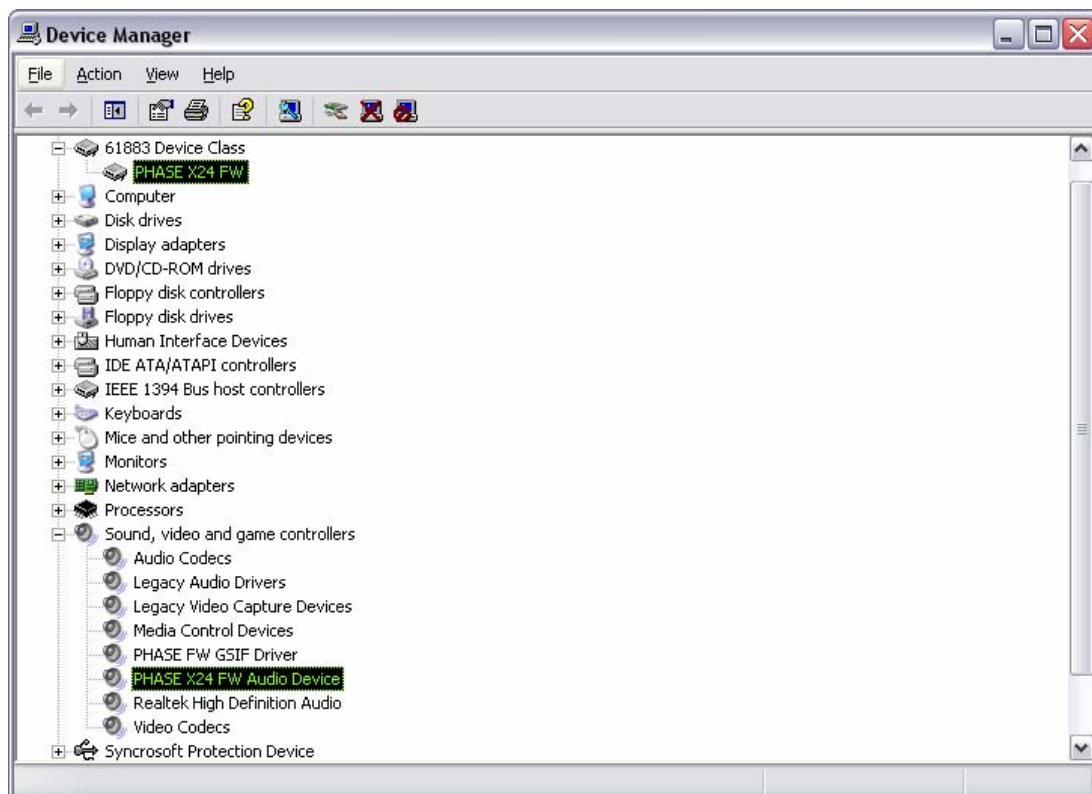 Device Manager
File Action View Help
61883 Device Class
PHASE X24 FW
Computer
Disk drives
Display adapters
DVD/CD-ROM drives
Floppy disk controllers
Floppy disk drives
Human Interface Devices
IDE ATA/ATAPI controllers
IEEE 1394 Bus host controllers
Keyboards
Mice and other pointing devices
Monitors
Network adapters
Processors
Sound, video and game controllers
Audio Codecs
Legacy Audio Drivers
Legacy Video Capture Devices
Media Control Devices
PHASE FW GSIF Driver
PHASE X24 FW Audio Device
Realtek High Definition Audio
Video Codecs
Syncrosoft Protection Device